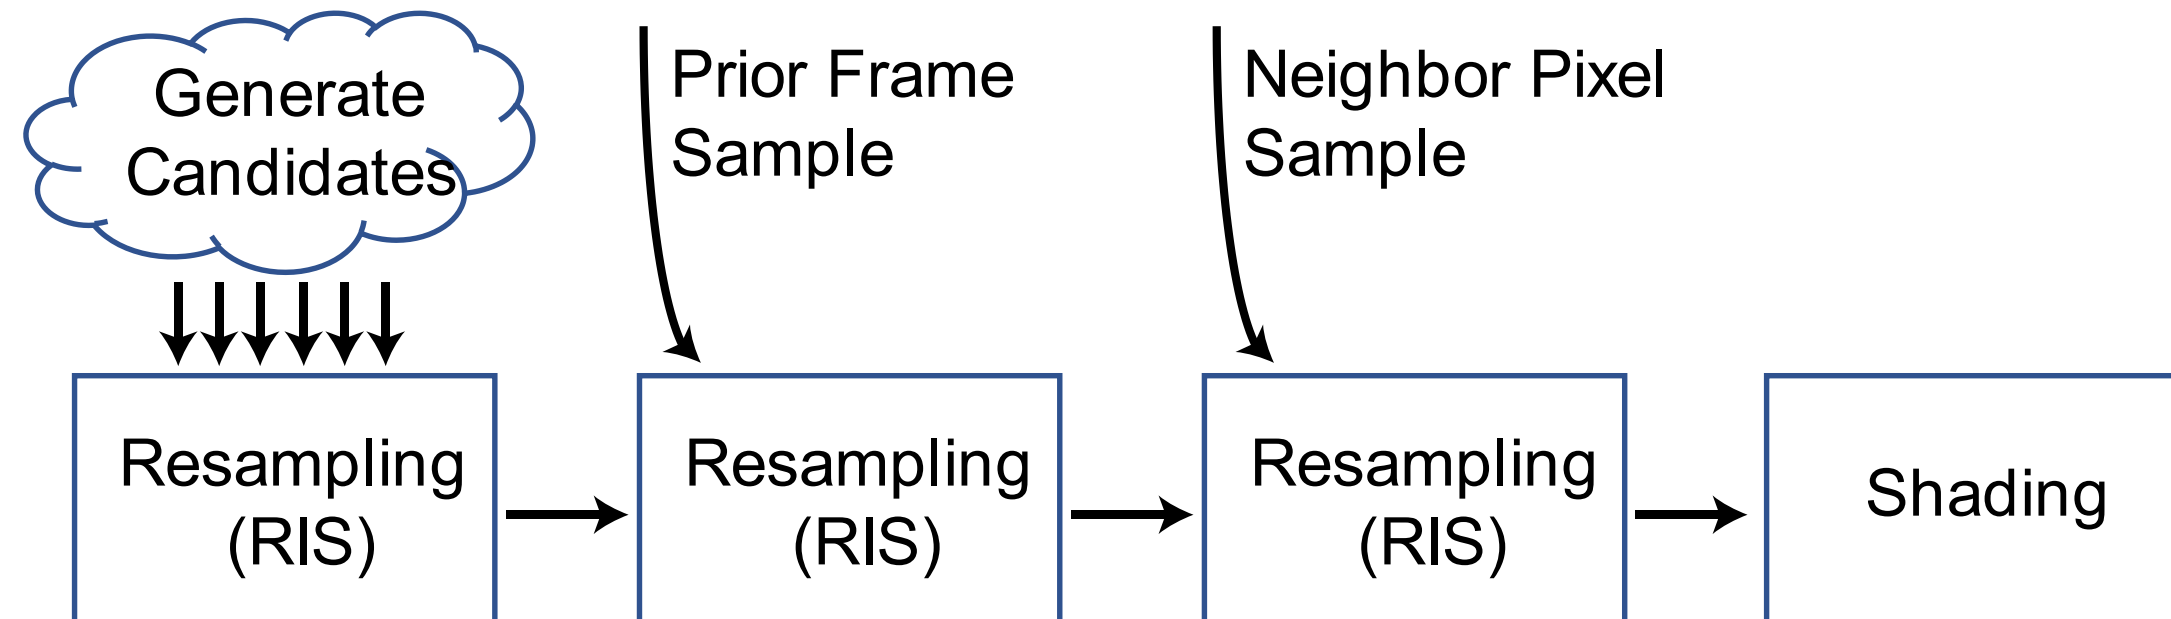 Generate
Candidates
Prior Frame
Sample
Neighbor Pixel
Sample
Resampling
(RIS)
Resampling
(RIS)
Resampling
(RIS)
Shading